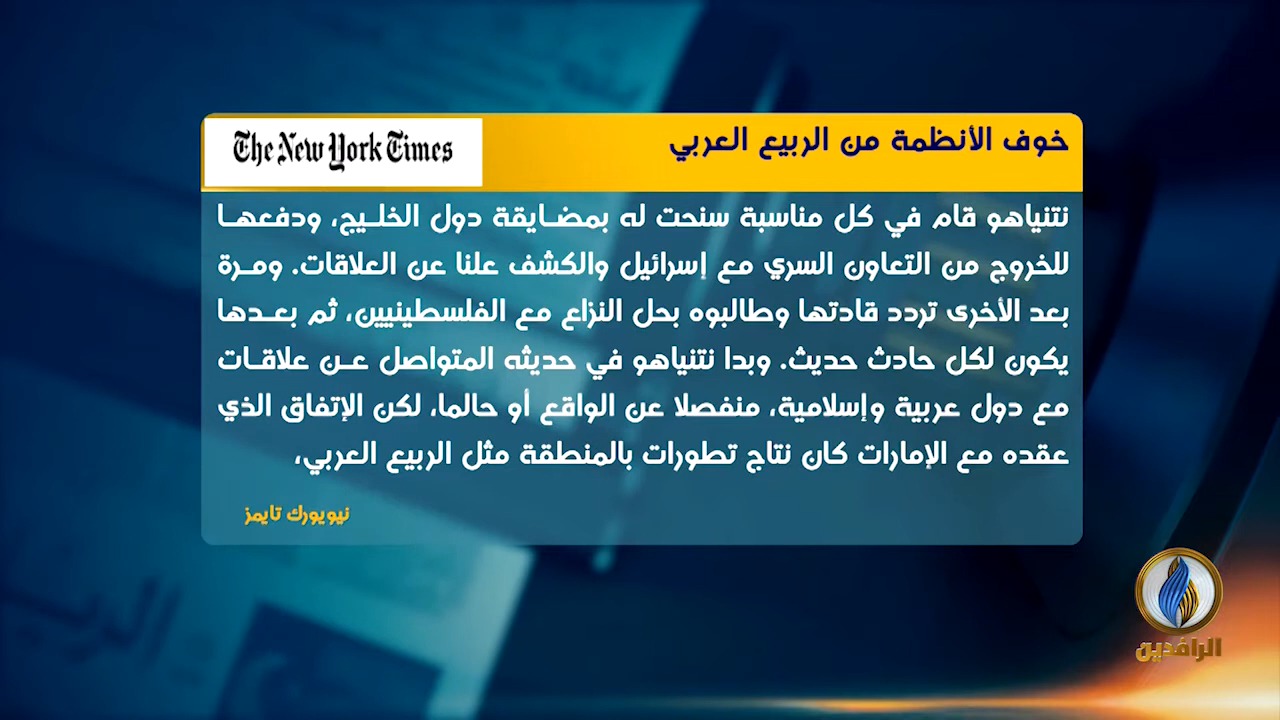 خوف الأنظمة من الربيع العربي
The New York Times
نتنياهو قام في كل مناسبة سنحت له بمضايقة دول الخليج، ودفعها
للخروج من التعاون السري مع إسرائيل والكشف علنا عن العلاقات. ومرة
بعد الأخرى تردد قادتها وطالبوه بحل النزاع مع الفلسطينيين، ثم بعدها
يكون لكل حادث حديث. وبدا نتنياهو في حديثه المتواصل عن علاقات
مع دول عربية وإسلامية، منفصلا عن الواقع أو حالما، لكن الإتفاق الذي
عقده مع الإمارات كان نتاج تطورات بالمنطقة مثل الربيع العربي،
نيويورك تايمز
الرافدين